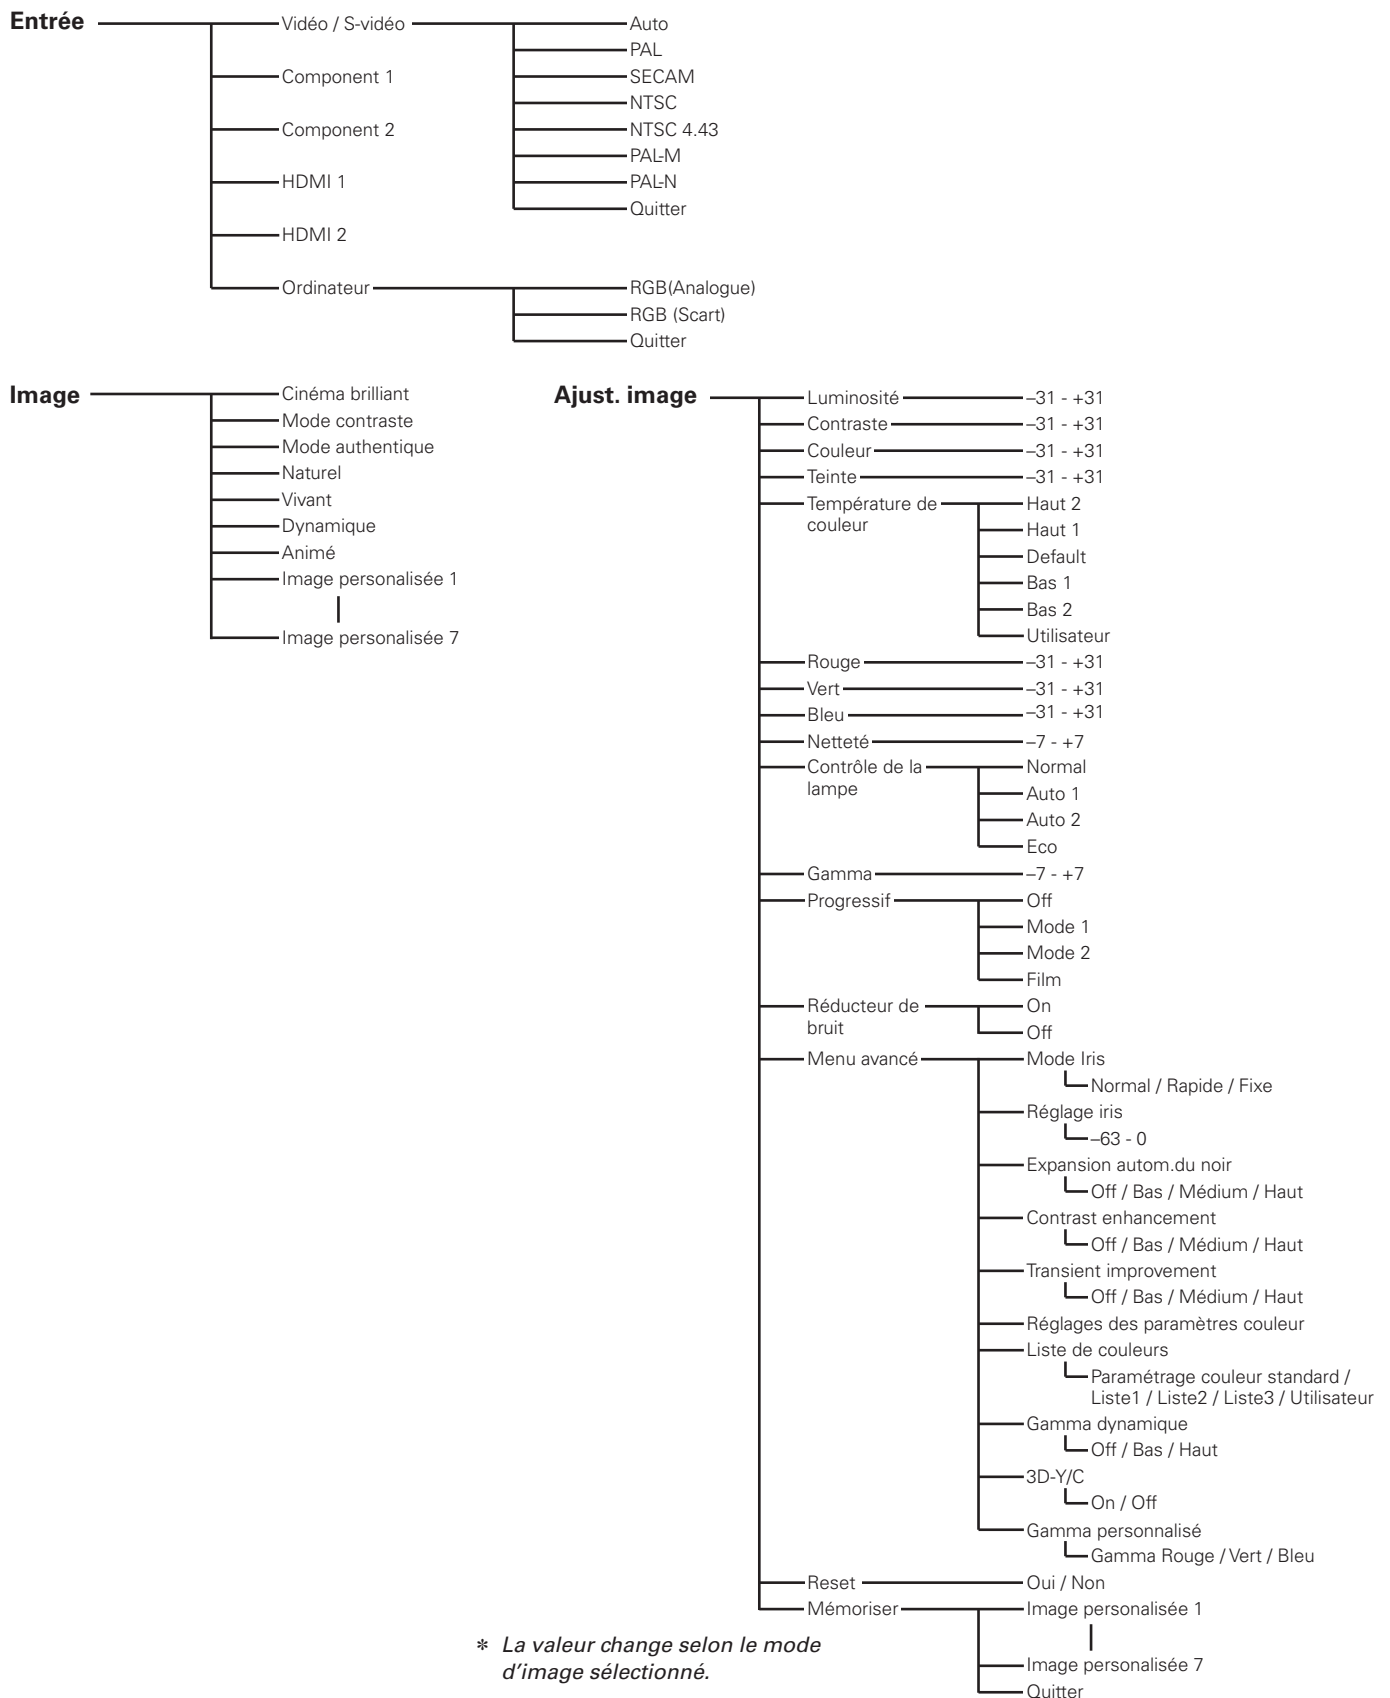 Entrée
Vidéo / S-vidéo
Auto
PAL
Component 1
SECAM
NTSC
Component 2
NTSC 4.43
PAL-M
HDMI 1
PAL-N
Quitter
HDMI 2
Ordinateur
RGB(Analogue)
RGB (Scart)
Quitter
Image
Cinéma brilliant
Mode contraste
Mode authentique
Naturel
Vivant
Dynamique
Animé
Image personalisée 1
Image personalisée 7
Ajust. image
Luminosité –31 - +31
Contraste –31 - +31
Couleur –31 - +31
Teinte –31 - +31
Température de
couleur
Haut 2
Haut 1
Default
Bas 1
Bas 2
Utilisateur
Rouge –31 - +31
Vert –31 - +31
Bleu –31 - +31
Netteté –7 - +7
Contrôle de la
lampe
Normal
Auto 1
Auto 2
Eco
Gamma –7 - +7
Progressif
Off
Mode 1
Mode 2
Film
Réducteur de
bruit
On
Off
Menu avancé
Mode Iris
Normal / Rapide / Fixe
Réglage iris
–63 - 0
Expansion autom.du noir
Off / Bas / Médium / Haut
Contrast enhancement
Off / Bas / Médium / Haut
Transient improvement
Off / Bas / Médium / Haut
Réglages des paramètres couleur
Liste de couleurs
Paramétrage couleur standard /
Liste1 / Liste2 / Liste3 / Utilisateur
Gamma dynamique
Off / Bas / Haut
3D-Y/C
On / Off
Gamma personnalisé
Gamma Rouge / Vert / Bleu
Reset
Oui / Non
Mémoriser
Image personalisée 1
Image personalisée 7
Quitter
✻ La valeur change selon le mode
d’image sélectionné.